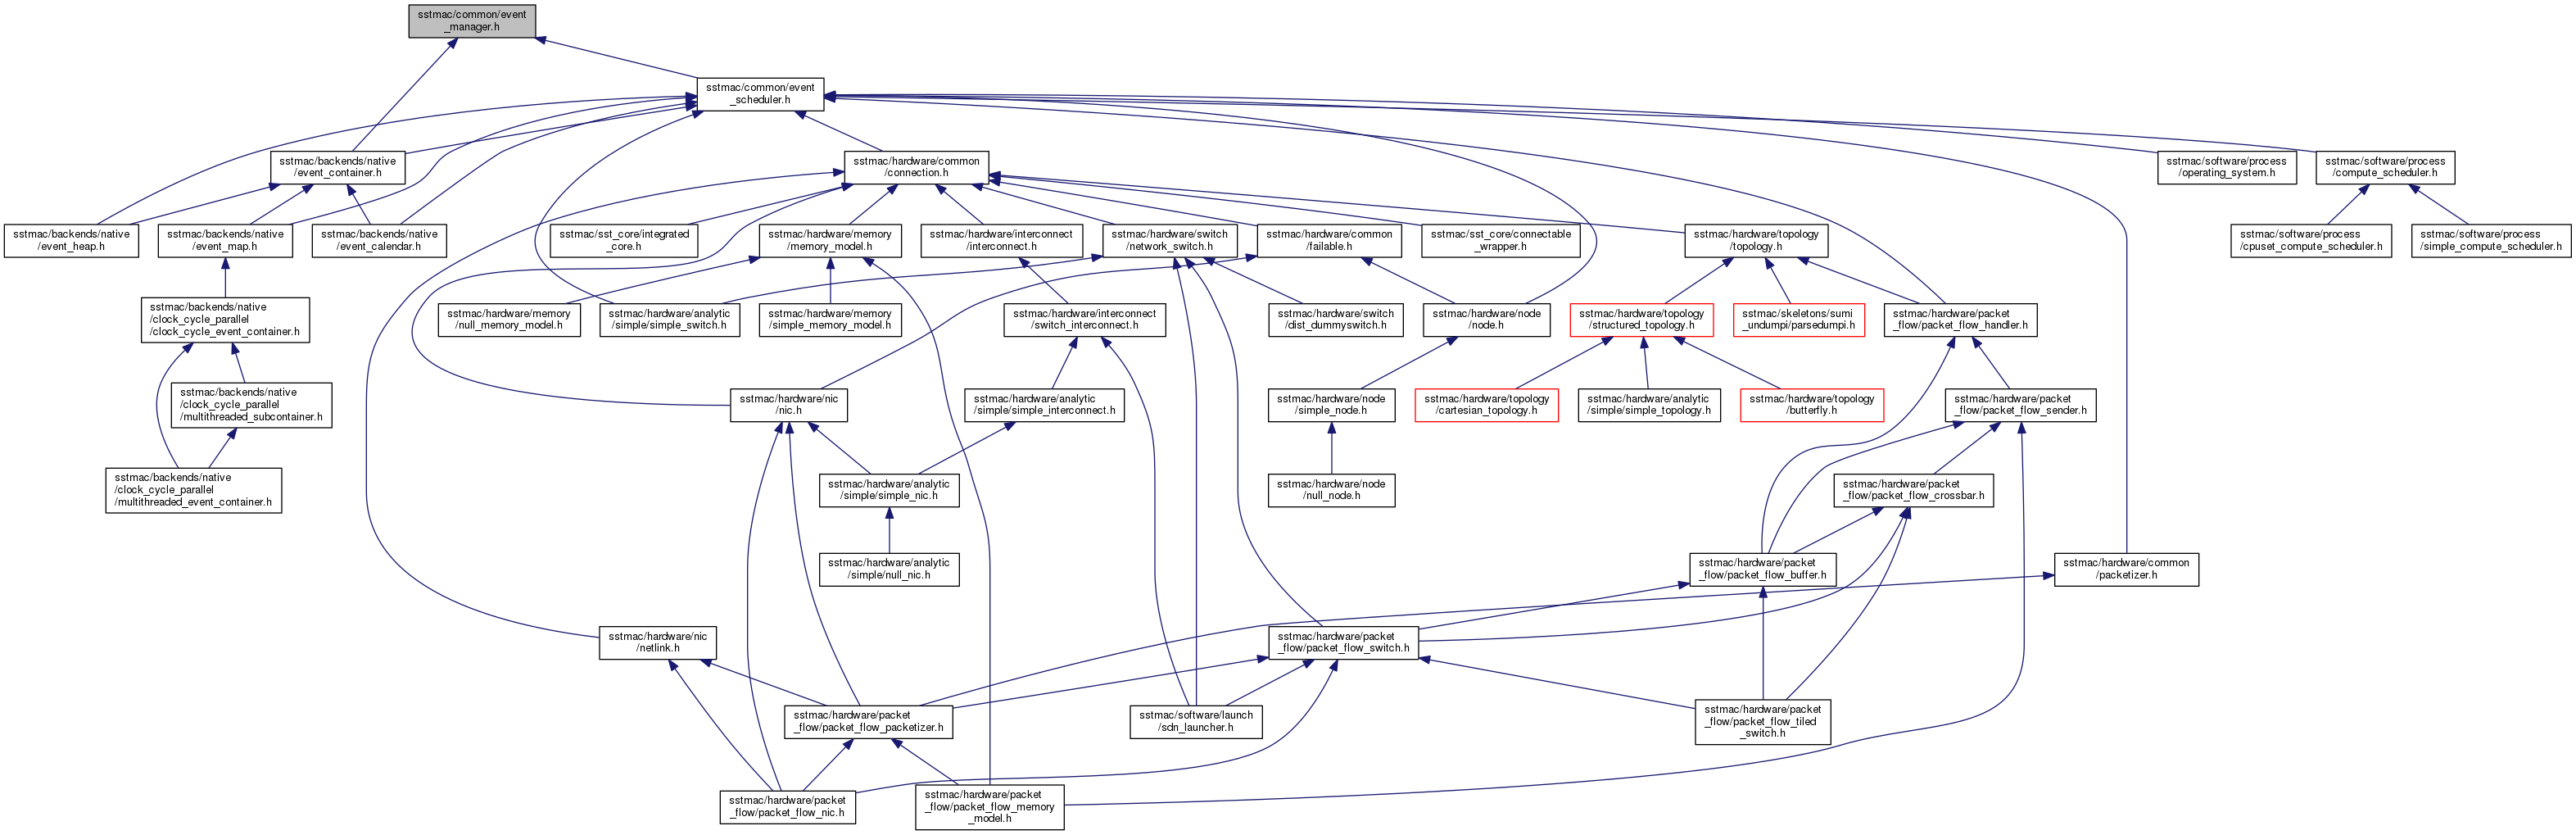 sstmac/common/event
_manager.h
sstmac/common/event
_scheduler.h
sstmac/backends/native
/event_container.h
sstmac/hardware/common
/connection.h
sstmac/software/process
/operating_system.h
sstmac/software/process
/compute_scheduler.h
sstmac/backends/native
/event_heap.h
sstmac/backends/native
/event_map.h
sstmac/backends/native
/event_calendar.h
sstmac/sst_core/integrated
_core.h
sstmac/hardware/memory
/memory_model.h
sstmac/hardware/interconnect
/interconnect.h
sstmac/hardware/switch
/network_switch.h
sstmac/hardware/common
/failable.h
sstmac/sst_core/connectable
_wrapper.h
sstmac/hardware/topology
/topology.h
sstmac/software/process
/cpuset_compute_scheduler.h
sstmac/software/process
/simple_compute_scheduler.h
sstmac/backends/native
/clock_cycle_parallel
/clock_cycle_event_container.h
sstmac/hardware/memory
/null_memory_model.h
sstmac/hardware/analytic
/simple/simple_switch.h
sstmac/hardware/memory
/simple_memory_model.h
sstmac/hardware/interconnect
/switch_interconnect.h
sstmac/hardware/switch
/dist_dummyswitch.h
sstmac/hardware/node
/node.h
sstmac/hardware/topology
/structured_topology.h
sstmac/skeletons/sumi
_undumpi/parsedumpi.h
sstmac/hardware/packet
_flow/packet_flow_handler.h
sstmac/backends/native
/clock_cycle_parallel
/multithreaded_subcontainer.h
sstmac/hardware/nic
/nic.h
sstmac/hardware/analytic
/simple/simple_interconnect.h
sstmac/hardware/node
/simple_node.h
sstmac/hardware/topology
/cartesian_topology.h
sstmac/hardware/analytic
/simple/simple_topology.h
sstmac/hardware/topology
/butterfly.h
sstmac/hardware/packet
_flow/packet_flow_sender.h
sstmac/backends/native
/clock_cycle_parallel
/multithreaded_event_container.h
sstmac/hardware/analytic
/simple/simple_nic.h
sstmac/hardware/node
/null_node.h
sstmac/hardware/packet
_flow/packet_flow_crossbar.h
sstmac/hardware/analytic
/simple/null_nic.h
sstmac/hardware/packet
_flow/packet_flow_buffer.h
sstmac/hardware/common
/packetizer.h
sstmac/hardware/nic
/netlink.h
sstmac/hardware/packet
_flow/packet_flow_switch.h
sstmac/hardware/packet
_flow/packet_flow_packetizer.h
sstmac/software/launch
/sdn_launcher.h
sstmac/hardware/packet
_flow/packet_flow_tiled
_switch.h
sstmac/hardware/packet
_flow/packet_flow_nic.h
sstmac/hardware/packet
_flow/packet_flow_memory
_model.h